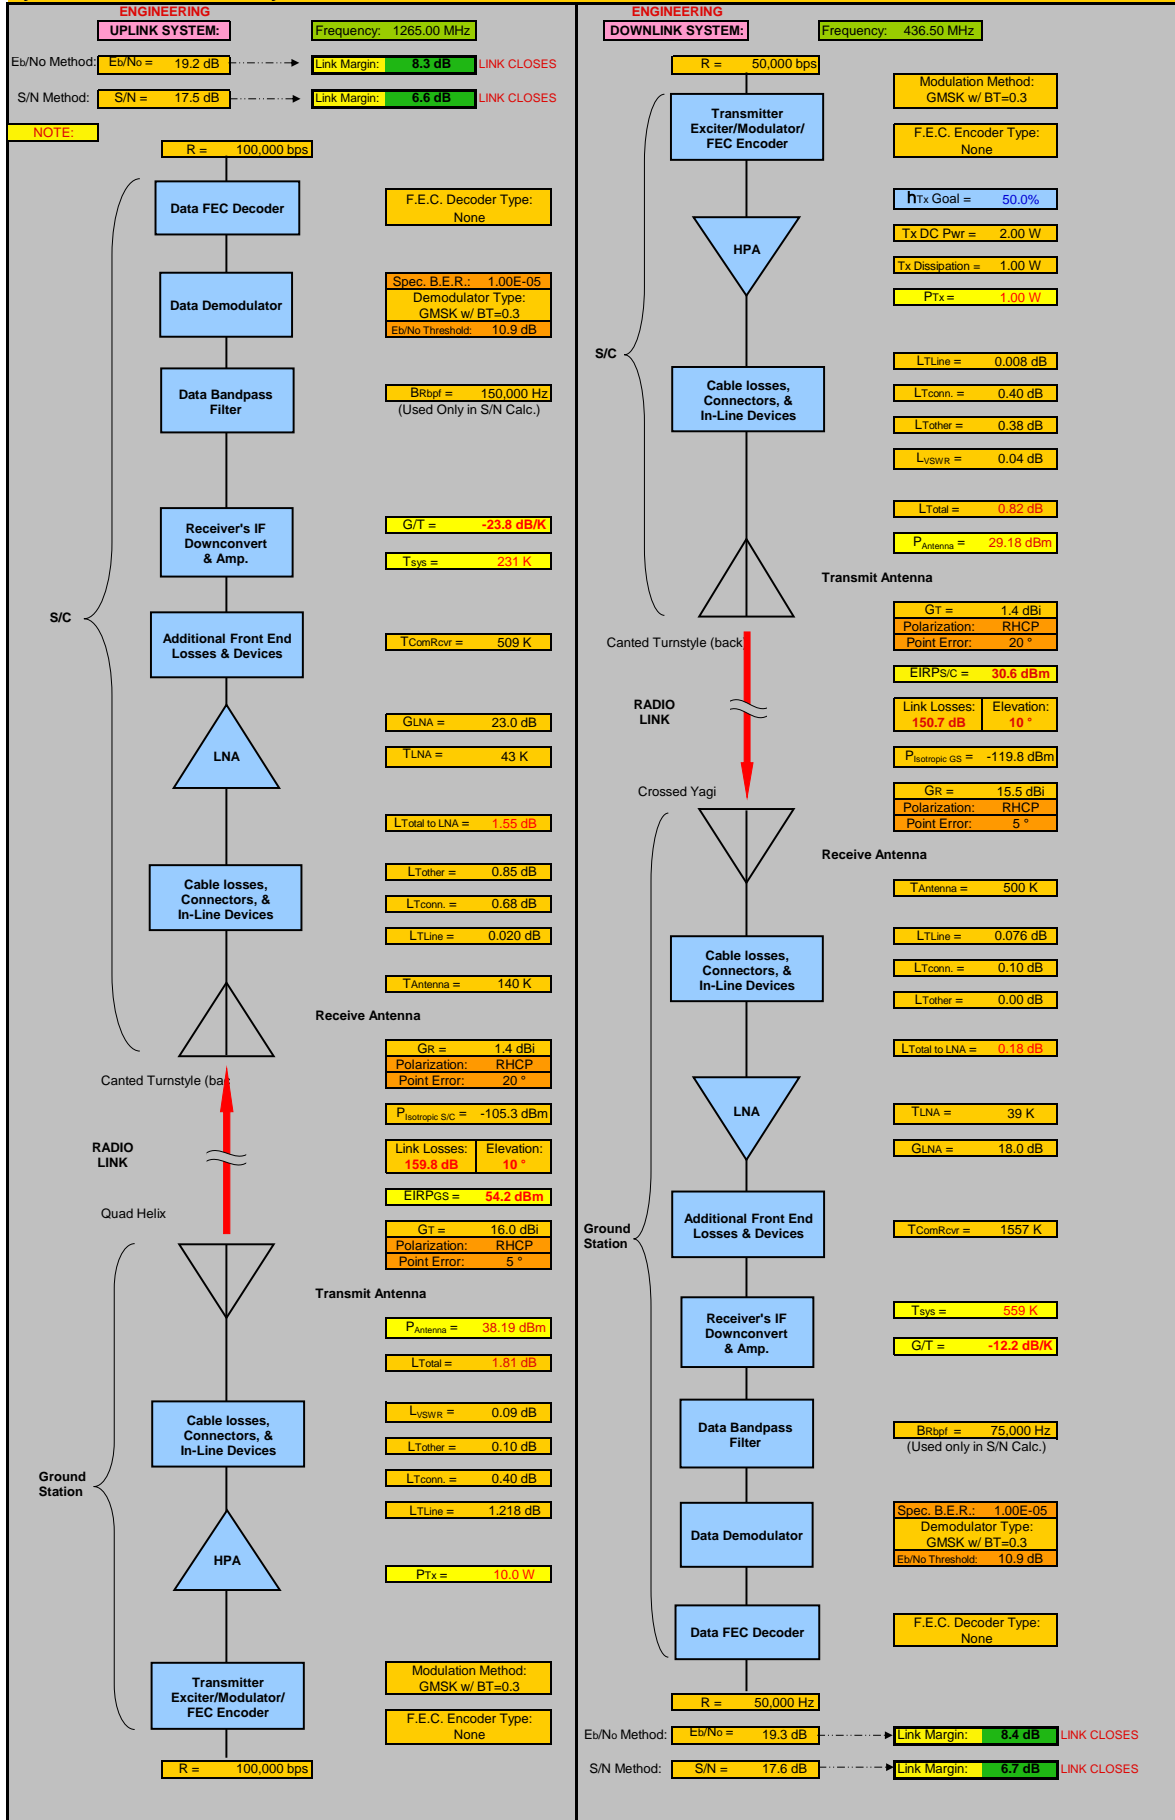 ENGINEERING
UPLINK SYSTEM:
Frequency: 1265.00 MHz
Eb/No Method: Eb/No = 19.2 dB Link Margin: 8.3 dB LINK CLOSES
S/N Method: S/N = 17.5 dB Link Margin: 6.6 dB LINK CLOSES
NOTE:
R = 100,000 bps
Data FEC Decoder
F.E.C. Decoder Type:
None
Data Demodulator
Spec. B.E.R.: 1.00E-05
Demodulator Type:
GMSK w/ BT=0.3
Eb/No Threshold: 10.9 dB
Data Bandpass
Filter
BRbpf = 150,000 Hz
(Used Only in S/N Calc.)
Receiver's IF
Downconvert
& Amp.
G/T = -23.8 dB/K
Tsys = 231 K
S/C
Additional Front End
Losses & Devices
TComRcvr = 509 K
GLNA = 23.0 dB
LNA
TLNA = 43 K
LTotal to LNA = 1.55 dB
Cable losses,
Connectors, &
In-Line Devices
LTother = 0.85 dB
LTconn. = 0.68 dB
LTLine = 0.020 dB
TAntenna = 140 K
Receive Antenna
GR = 1.4 dBi
Polarization: RHCP
Point Error: 20 °
Canted Turnstyle (bac
PIsotropic S/C = -105.3 dBm
RADIO
LINK
Link Losses: Elevation:
159.8 dB 10 °
EIRPGS = 54.2 dBm
Quad Helix
GT = 16.0 dBi
Polarization: RHCP
Point Error: 5 °
Transmit Antenna
PAntenna = 38.19 dBm
LTotal = 1.81 dB
Cable losses,
Connectors, &
In-Line Devices
LVSWR = 0.09 dB
LTother = 0.10 dB
LTconn. = 0.40 dB
LTLine = 1.218 dB
Ground
Station
HPA
PTx = 10.0 W
Transmitter
Exciter/Modulator/
FEC Encoder
Modulation Method:
GMSK w/ BT=0.3
F.E.C. Encoder Type:
None
R = 100,000 bps
ENGINEERING
DOWNLINK SYSTEM:
Frequency: 436.50 MHz
R = 50,000 bps
Transmitter
Exciter/Modulator/
FEC Encoder
Modulation Method:
GMSK w/ BT=0.3
F.E.C. Encoder Type:
None
hTx Goal = 50.0%
HPA
Tx DC Pwr = 2.00 W
Tx Dissipation = 1.00 W
PTx = 1.00 W
S/C
LTLine = 0.008 dB
Cable losses,
Connectors, &
In-Line Devices
LTconn. = 0.40 dB
LTother = 0.38 dB
LVSWR = 0.04 dB
LTotal = 0.82 dB
PAntenna = 29.18 dBm
Transmit Antenna
GT = 1.4 dBi
Polarization: RHCP
Point Error: 20 °
Canted Turnstyle (back
EIRPS/C = 30.6 dBm
RADIO
LINK
Link Losses: Elevation:
150.7 dB 10 °
PIsotropic GS = -119.8 dBm
Crossed Yagi
GR = 15.5 dBi
Polarization: RHCP
Point Error: 5 °
Receive Antenna
TAntenna = 500 K
Cable losses,
Connectors, &
In-Line Devices
LTLine = 0.076 dB
LTconn. = 0.10 dB
LTother = 0.00 dB
LTotal to LNA = 0.18 dB
LNA
TLNA = 39 K
GLNA = 18.0 dB
Ground
Station
Additional Front End
Losses & Devices
TComRcvr = 1557 K
Receiver's IF
Downconvert
& Amp.
Tsys = 559 K
G/T = -12.2 dB/K
Data Bandpass
Filter
BRbpf = 75,000 Hz
(Used only in S/N Calc.)
Data Demodulator
Spec. B.E.R.: 1.00E-05
Demodulator Type:
GMSK w/ BT=0.3
Eb/No Threshold: 10.9 dB
Data FEC Decoder
F.E.C. Decoder Type:
None
R = 50,000 Hz
Eb/No Method: Eb/No = 19.3 dB Link Margin: 8.4 dB LINK CLOSES
S/N Method: S/N = 17.6 dB Link Margin: 6.7 dB LINK CLOSES